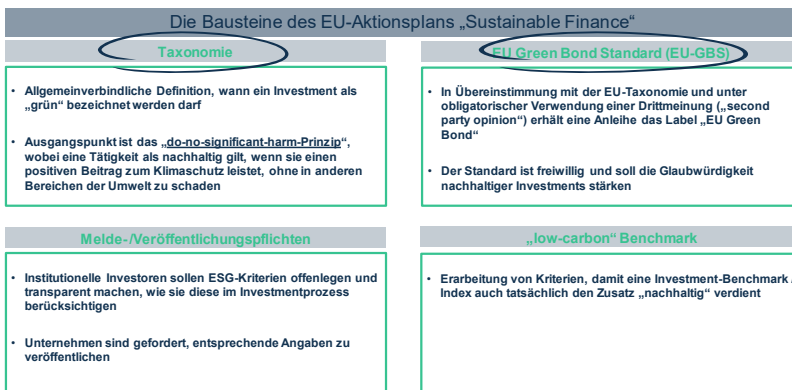 Die Bausteine des EU-Aktionsplans „Sustainable Finance“
Taxonomie
• Allgemeinverbindliche Definition, wann ein Investment als
„grün“ bezeichnet werden darf
• Ausgangspunkt ist das „do-no-significant-harm-Prinzip“,
wobei eine Tätigkeit als nachhaltig gilt, wenn sie einen
positiven Beitrag zum Klimaschutz leistet, ohne in anderen
Bereichen der Umwelt zu schaden
EU Green Bond Standard (EU-GBS)
• In Übereinstimmung mit der EU-Taxonomie und unter
obligatorischer Verwendung einer Drittmeinung („second
party opinion“) erhält eine Anleihe das Label „EU Green
Bond“
• Der Standard ist freiwillig und soll die Glaubwürdigkeit
nachhaltiger Investments stärken
Melde-/Veröffentlichungspflichten
• Institutionelle Investoren sollen ESG-Kriterien offenlegen und
transparent machen, wie sie diese im Investmentprozess
berücksichtigen
• Unternehmen sind gefordert, entsprechende Angaben zu
veröffentlichen
„low-carbon“ Benchmark
• Erarbeitung von Kriterien, damit eine Investment-Benchmark /
Index auch tatsächlich den Zusatz „nachhaltig“ verdient